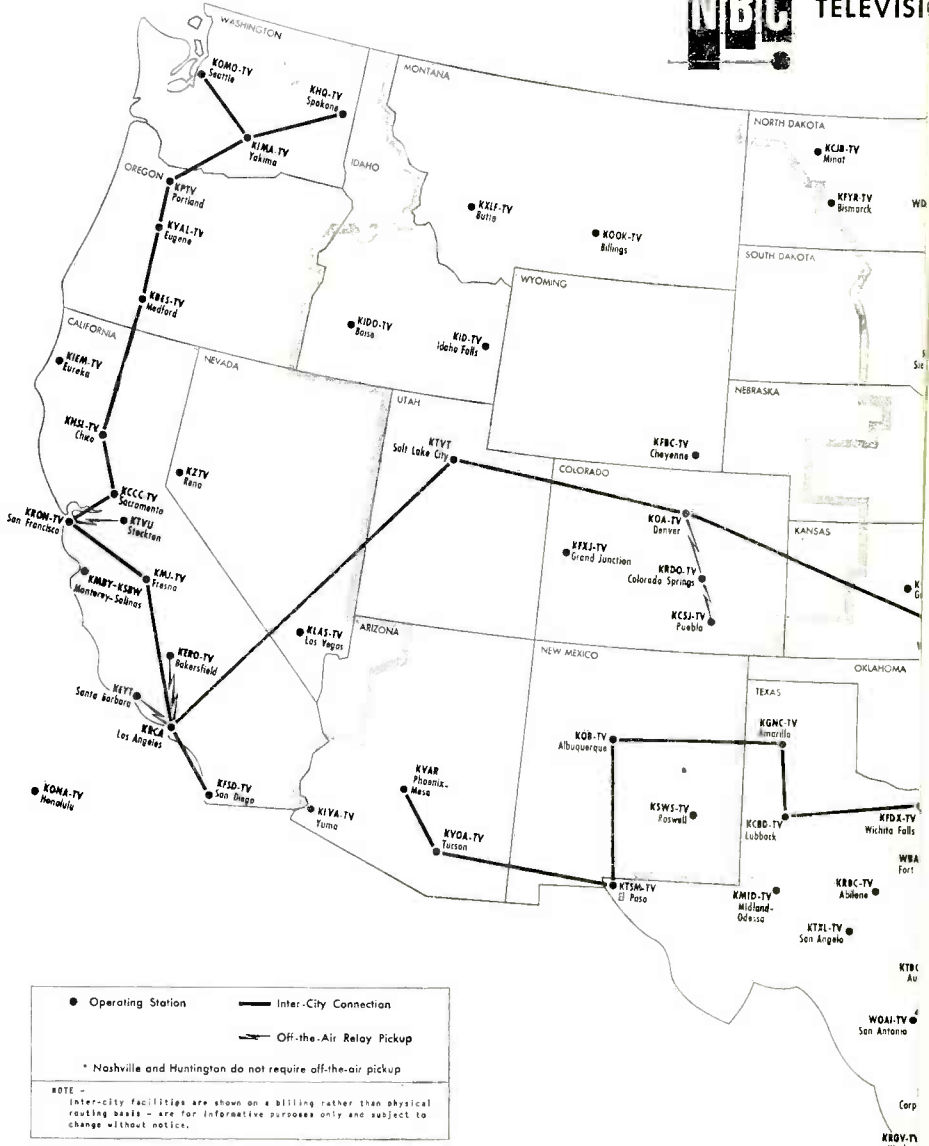 NBC TELEVISI
WASHINGTON
KOMO-TV
Seattle
KHQ-TV
Spokane
KIMA-TV
Yakima
MONTANA
NORTH DAKOTA
KCJB-TV
Minot
KFYR-TV
Bismarck
WD
OREGON
KPTV
Portland
IDAHO
KXLF-TV
Butte
KOOK-TV
Billings
KVAL-TV
Eugene
SOUTH DAKOTA
WYOMING
KBES-TV
Medford
KIDO-TV
Boise
KID-TV
Idaho Falls
CALIFORNIA
KIEM-TV
Eureka
NEVADA
UTAH
NEBRASKA
KHSL-TV
Chico
KTVT
Salt Lake City
KFBC-TV
Cheyenne
COLORADO
KZTV
Reno
KCCC-TV
Sacramento
KRON-TV
San Francisco
KTVU
Stockton
KOA-TV
Denver
KANSAS
KFXJ-TV
Grand Junction
KRDO-TV
Colorado Springs
KMJ-TV
Fresno
KMBY-KSBW
Monterey-Salinas
KCSJ-TV
Pueblo
KLAS-TV
Las Vegas
ARIZONA
NEW MEXICO
OKLAHOMA
KERO-TV
Bakersfield
KEYT
Santa Barbara
TEXAS
KRCA
Los Angeles
KOB-TV
Albuquerque
KGNC-TV
Amarillo
KFSD-TV
San Diego
KONA-TV
Honolulu
KIVA-TV
Yuma
KVAR
Phoenix-
Mesa
KVOA-TV
Tucson
KSWS-TV
Roswell
KCBD-TV
Lubbock
KFDX-TV
Wichita Falls
WBA
Fort
KTSM-TV
El Paso
KMID-TV
Midland-
Odessa
KRBC-TV
Abilene
KTXL-TV
San Angelo
KTBC
Au
WOAI-TV
San Antonio
Corp
KRGV-TV
Operating Station
Inter-City Connection
Off-the-Air Relay Pickup
* Nashville and Huntington do not require off-the-air pickup
NOTE -
Inter-city facilities are shown on a billing rather than physical
routing basis - are for informative purposes only and subject to
change without notice.